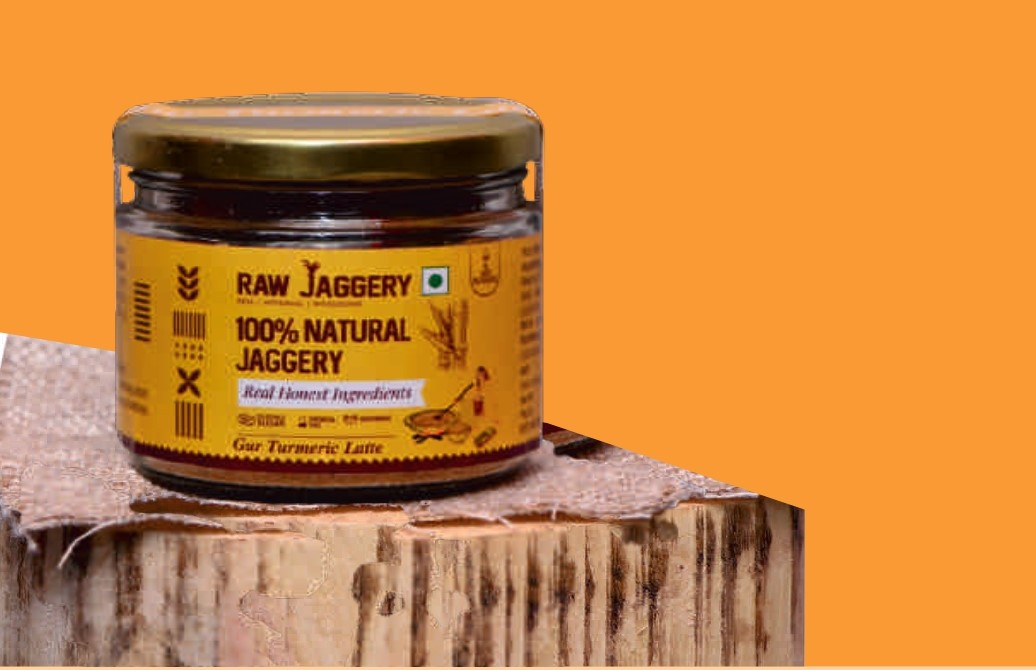 RAW JAGGERY
100% NATURAL
JAGGERY
Real Honest Ingredients
Gur Turmeric Latte